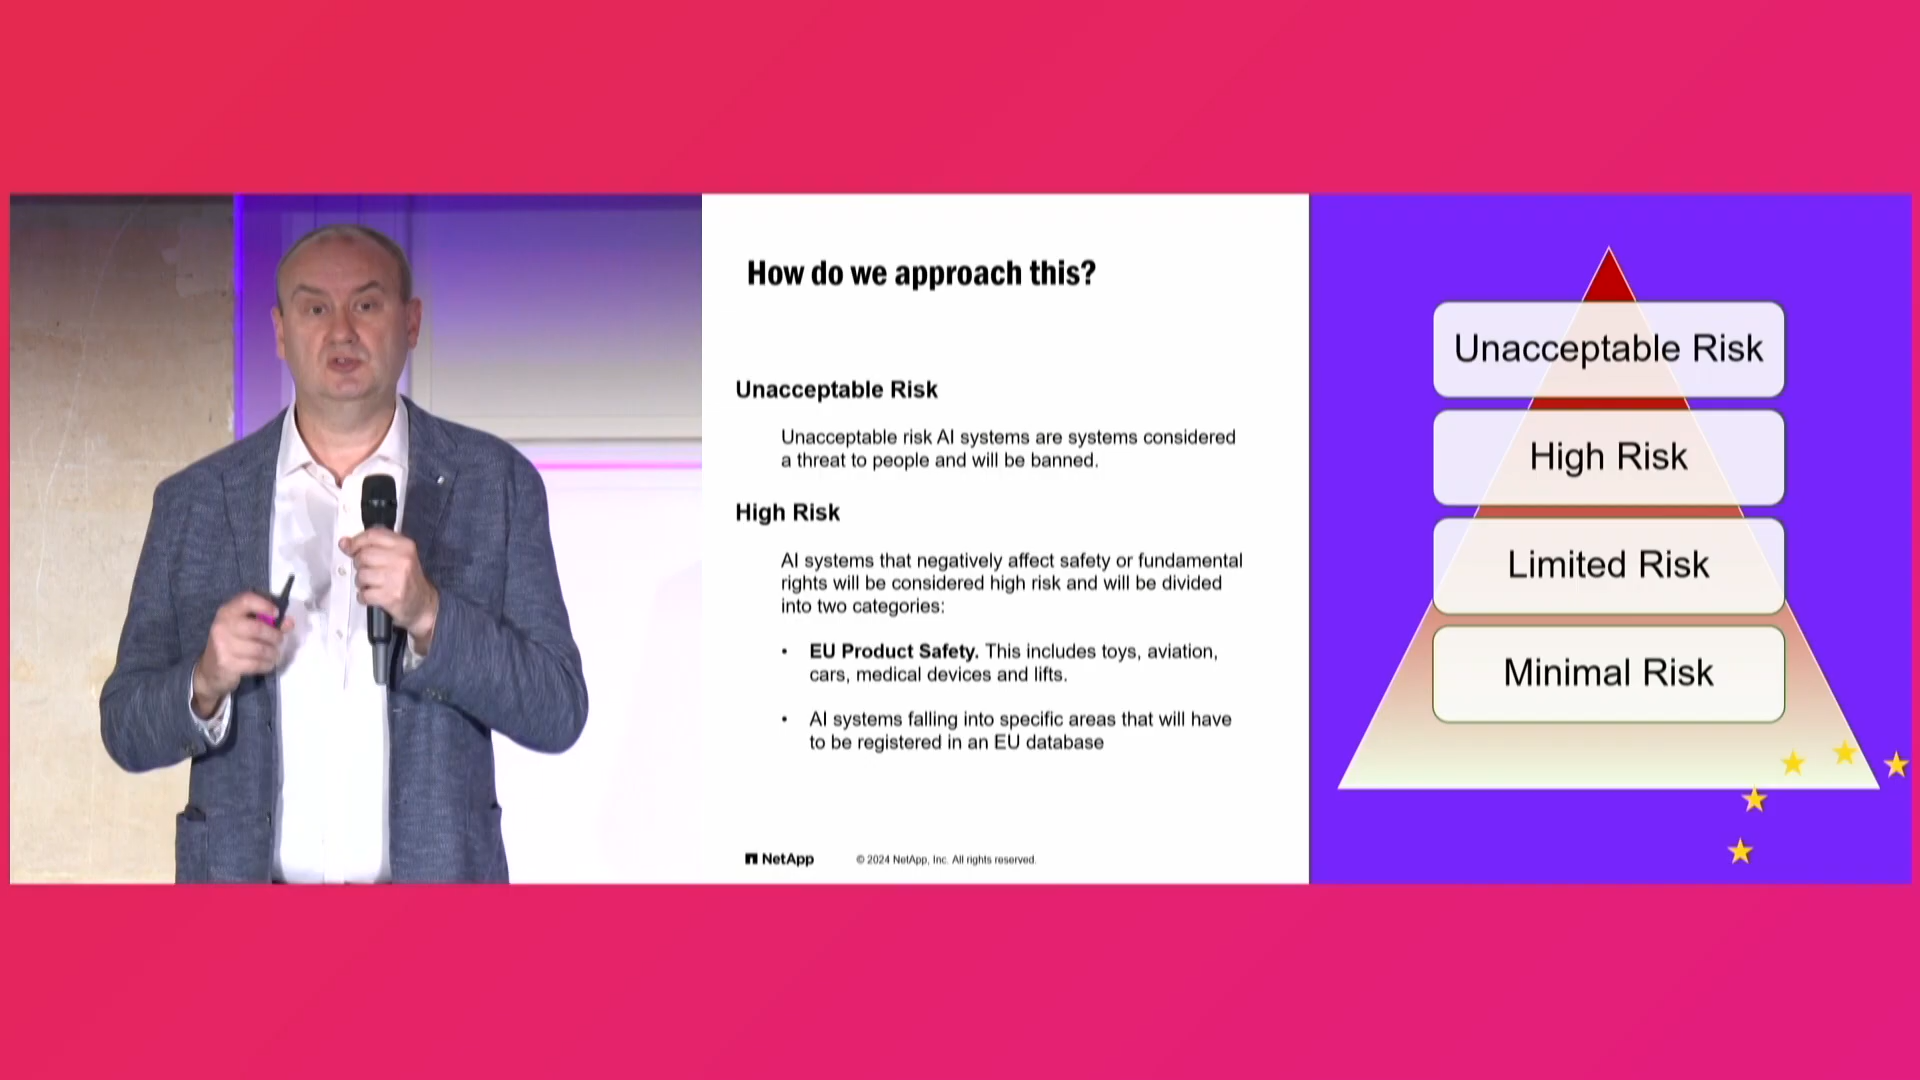 How do we approach this?
Unacceptable Risk
Unacceptable risk AI systems are systems considered
a threat to people and will be banned.
High Risk
AI systems that negatively affect safety or fundamental
rights will be considered high risk and will be divided
into two categories:
• EU Product Safety. This includes toys, aviation,
cars, medical devices and lifts.
• AI systems falling into specific areas that will have
to be registered in an EU database
NetApp © 2024 NetApp, Inc. All rights reserved.
Unacceptable Risk
High Risk
Limited Risk
Minimal Risk